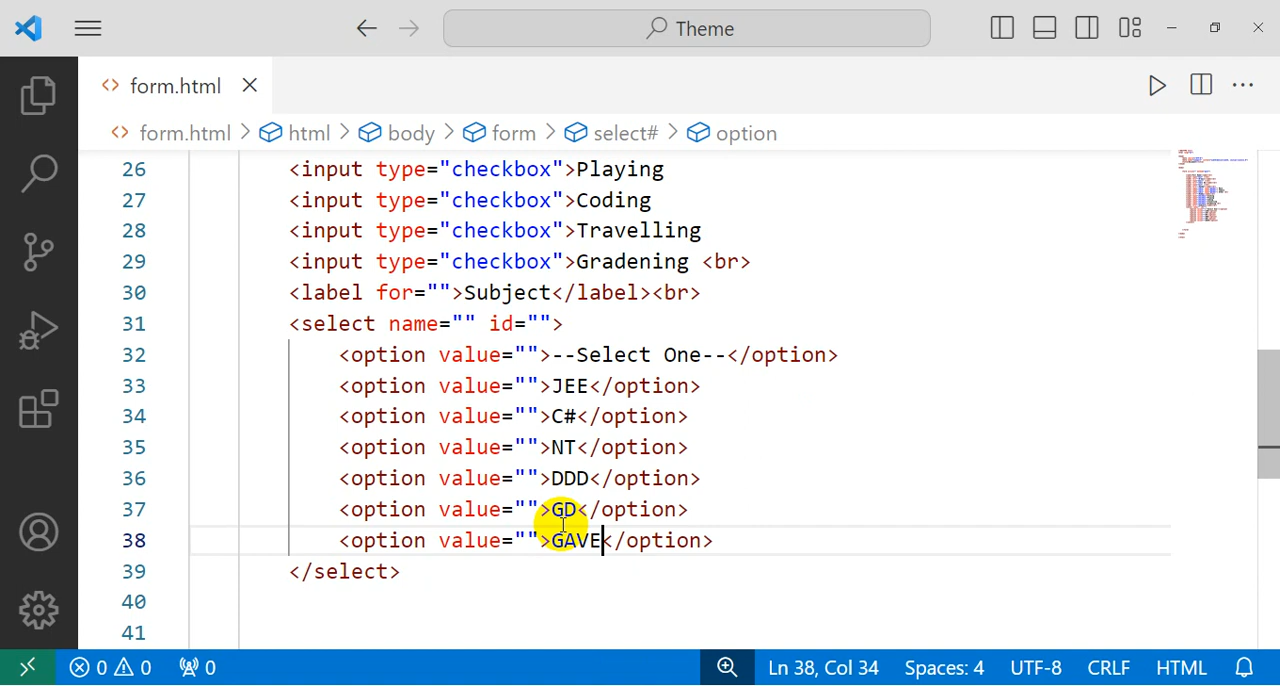 Theme
form.html
form.html > html > body > form > select# > option
26 <input type="checkbox">Playing
27 <input type="checkbox">Coding
28 <input type="checkbox">Travelling
29 <input type="checkbox">Gradening <br>
30 <label for="">Subject</label><br>
31 <select name="" id="">
32 <option value="">--Select One--</option>
33 <option value="">JEE</option>
34 <option value="">C#</option>
35 <option value="">NT</option>
36 <option value="">DDD</option>
37 <option value="">GD</option>
38 <option value="">GAVE</option>
39 </select>
40
41
0 0 0 Ln 38, Col 34 Spaces: 4 UTF-8 CRLF HTML